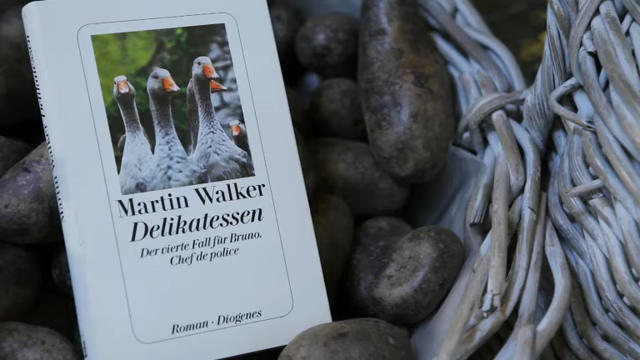 Martin Walker
Delikatessen
Der vierte Fall für Bruno,
Chef de police
Roman · Diogenes